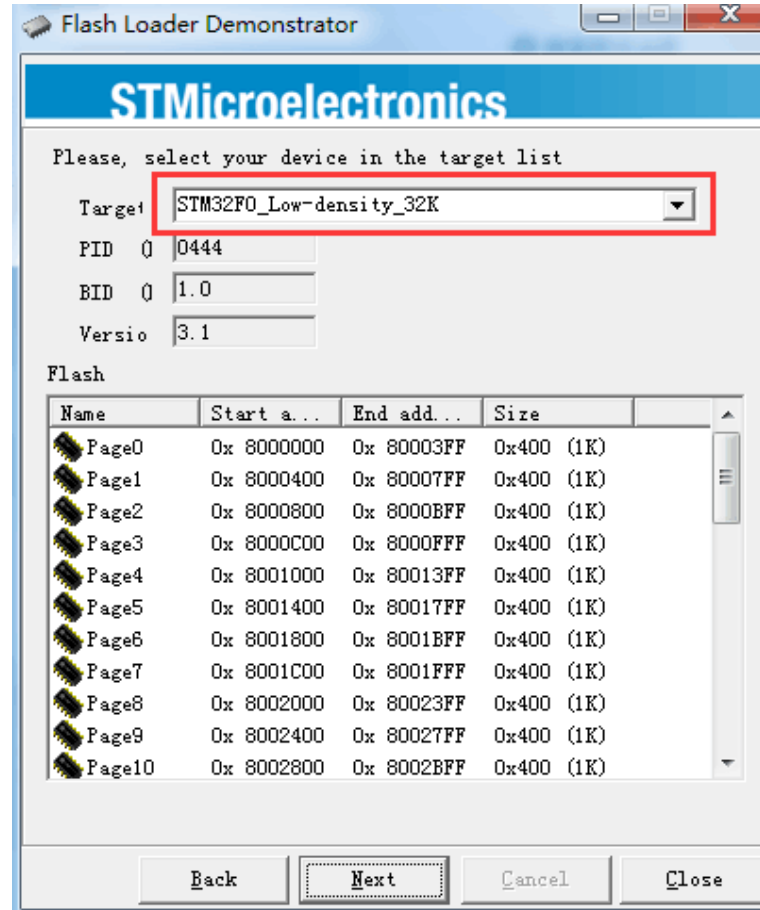 Flash Loader Demonstrator
STMicroelectronics
Please, select your device in the target list
Target STM32F0_Low-density_32K
PID () 0444
BID () 1.0
Versio 3.1
Flash
Name Start a... End add... Size
Page0 0x 8000000 0x 80003FF 0x400 (1K)
Page1 0x 8000400 0x 80007FF 0x400 (1K)
Page2 0x 8000800 0x 8000BFF 0x400 (1K)
Page3 0x 8000C00 0x 8000FFF 0x400 (1K)
Page4 0x 8001000 0x 80013FF 0x400 (1K)
Page5 0x 8001400 0x 80017FF 0x400 (1K)
Page6 0x 8001800 0x 8001BFF 0x400 (1K)
Page7 0x 8001C00 0x 8001FFF 0x400 (1K)
Page8 0x 8002000 0x 80023FF 0x400 (1K)
Page9 0x 8002400 0x 80027FF 0x400 (1K)
Page10 0x 8002800 0x 8002BFF 0x400 (1K)
Back Next Cancel Close